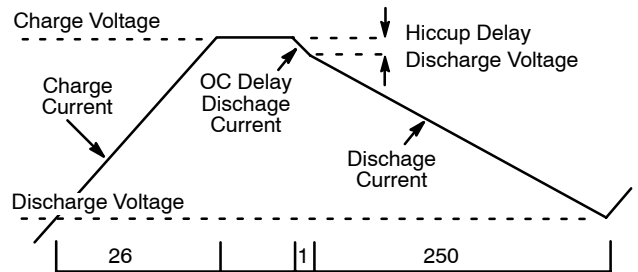 Charge Voltage
Hiccup Delay
Discharge Voltage
Charge
Current
OC Delay
Dischage
Current
Dischage
Current
Discharge Voltage
26
1
250